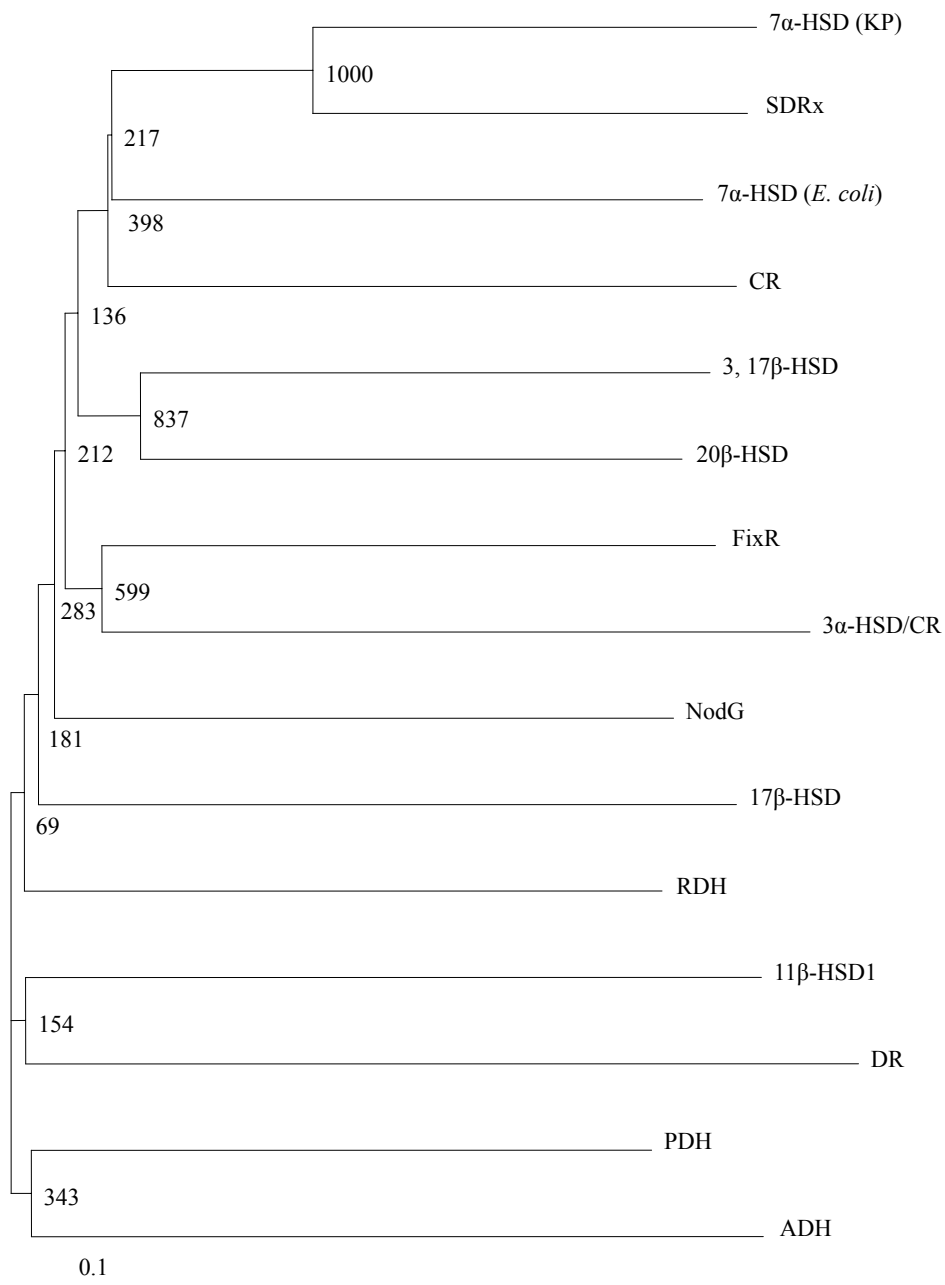 7α-HSD (KP)
1000
SDRx
217
7α-HSD (E. coli)
398
CR
136
3, 17β-HSD
837
212
20β-HSD
FixR
599
283
3α-HSD/CR
NodG
181
17β-HSD
69
RDH
11β-HSD1
154
DR
PDH
343
ADH
0.1